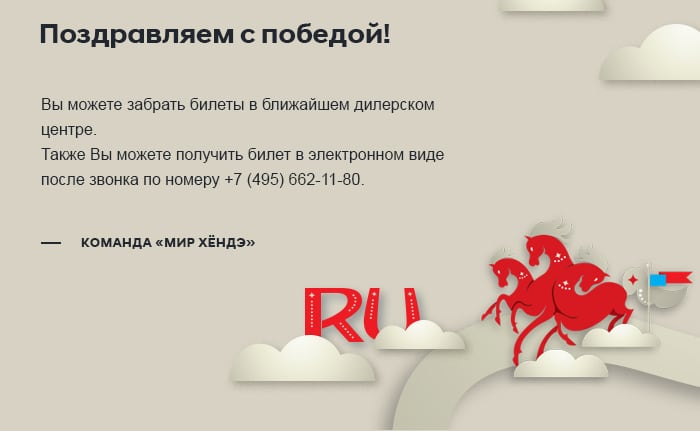 Поздравляем с победой!
Вы можете забрать билеты в ближайшем дилерском
центре.
Также Вы можете получить билет в электронном виде
после звонка по номеру +7 (495) 662-11-80.
— КОМАНДА «МИР ХЁНДЭ»
RU